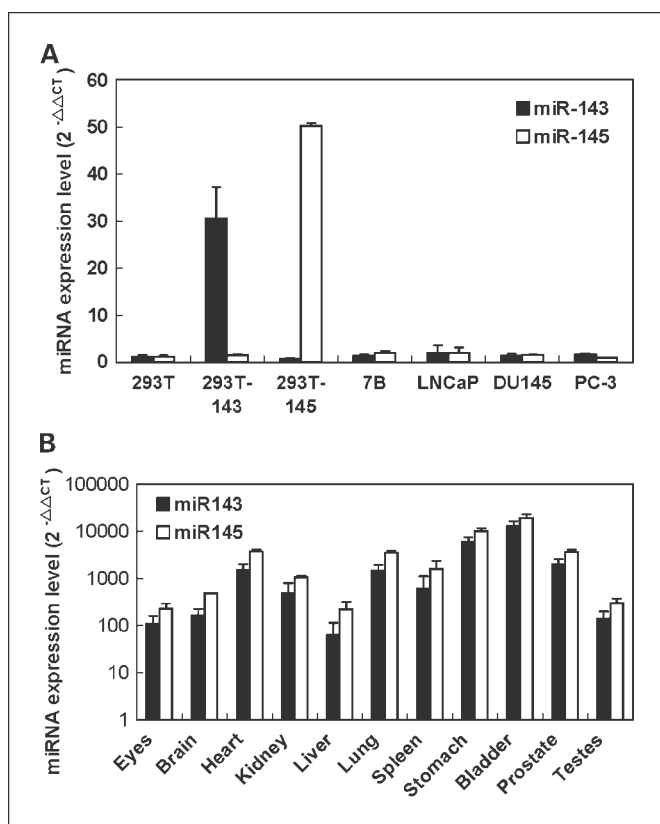 A
miRNA expression level (2 -ΔΔCT)
60
50
40
30
20
10
0
miR-143
miR-145
293T
293T-143
293T-145
7B
LNCaP
DU145
PC-3
B
miRNA expression level (2 -ΔΔCT)
100000
10000
1000
100
10
1
miR143
miR145
Eyes
Brain
Heart
Kidney
Liver
Lung
Spleen
Stomach
Bladder
Prostate
Testes